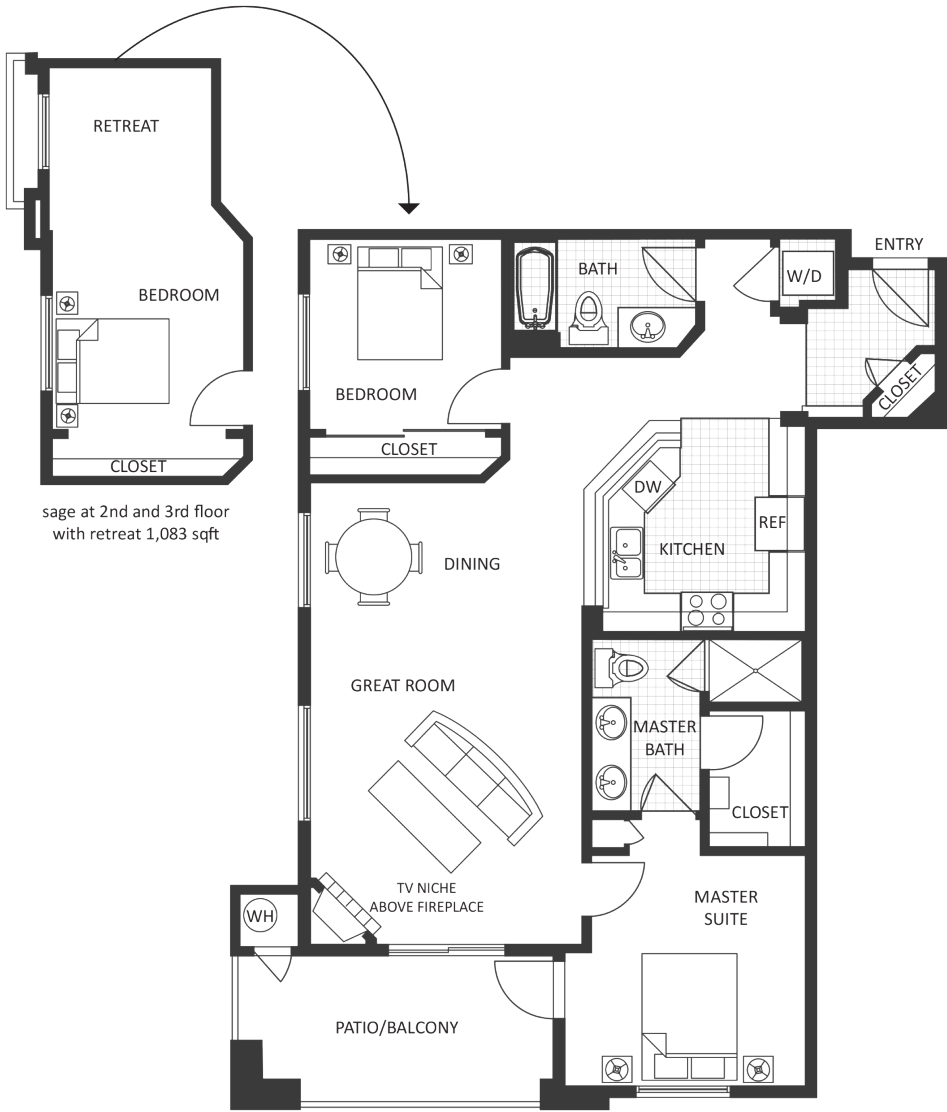 RETREAT
BEDROOM
CLOSET
sage at 2nd and 3rd floor
with retreat 1,083 sqft
ENTRY
BATH
W/D
BEDROOM
CLOSET
CLOSET
DW
REF
KITCHEN
DINING
GREAT ROOM
MASTER
BATH
CLOSET
TV NICHE
ABOVE FIREPLACE
MASTER
SUITE
WH
PATIO/BALCONY